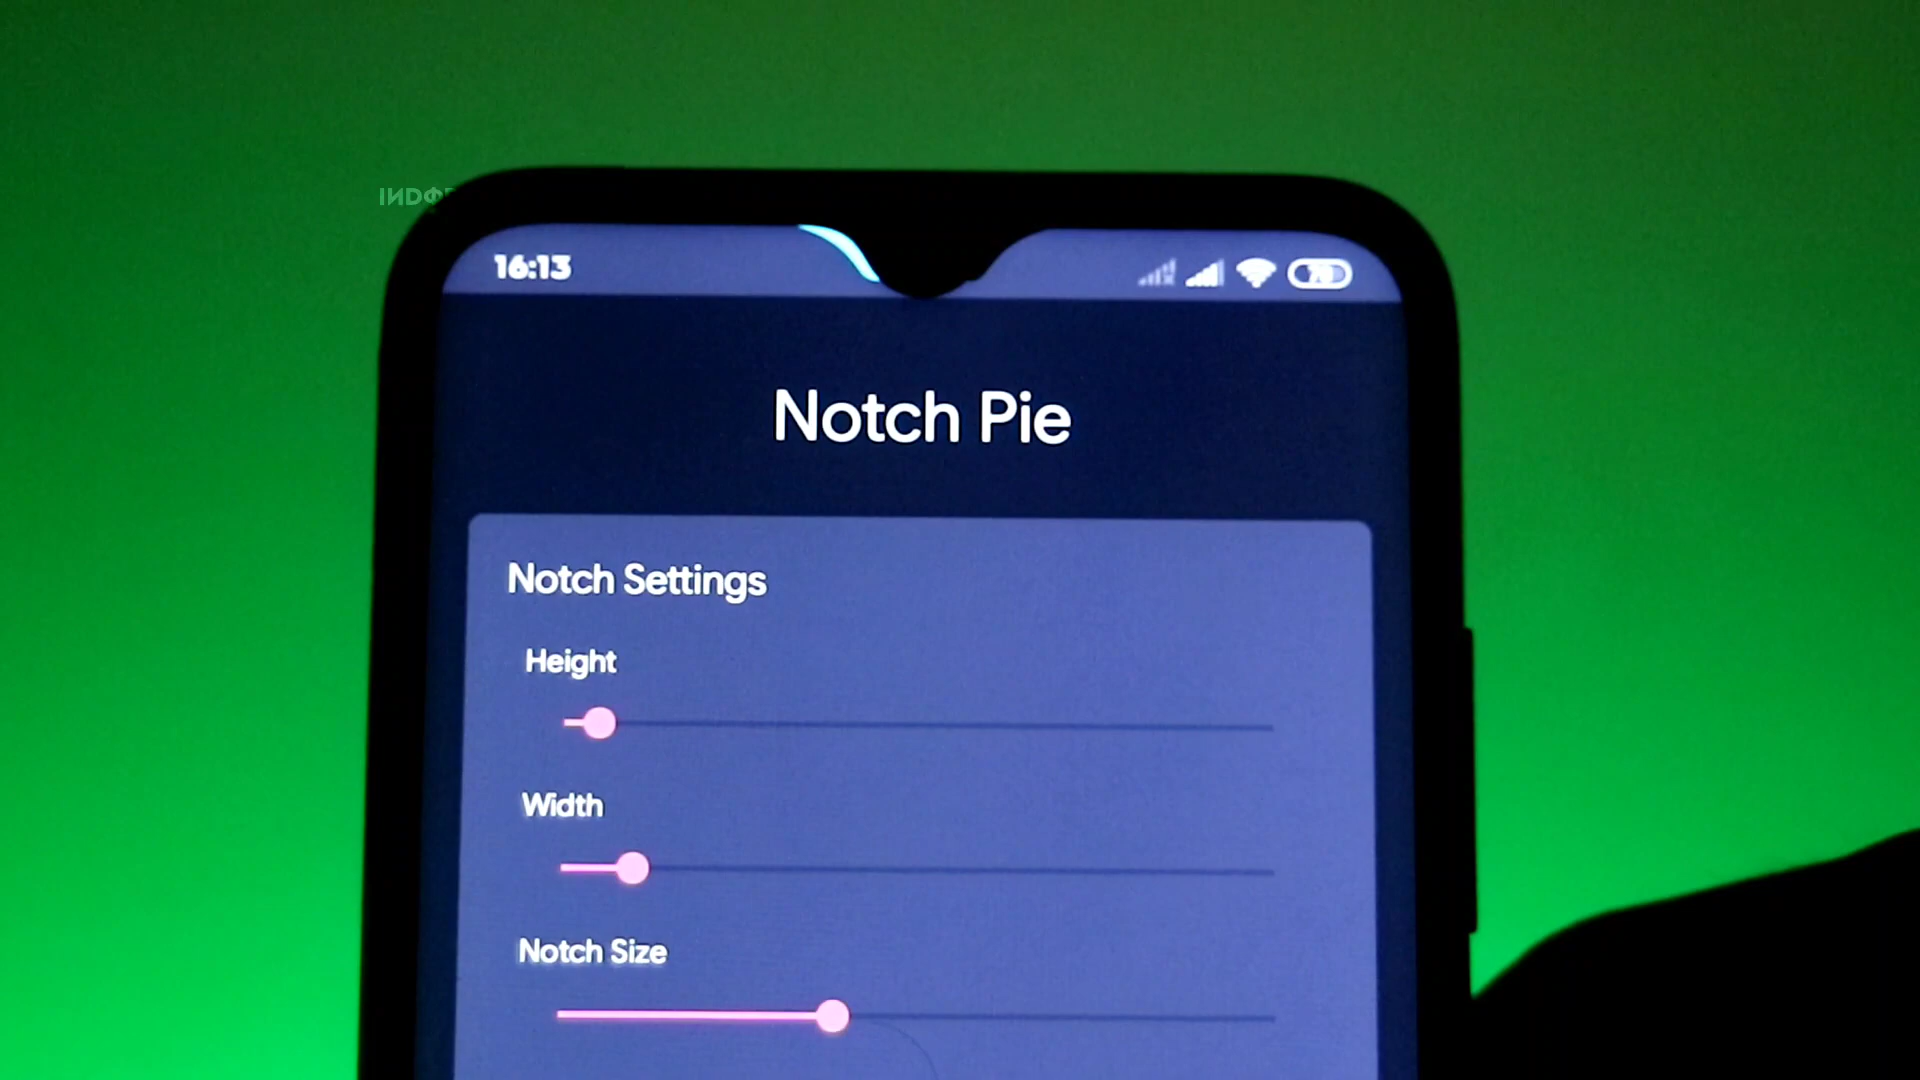 16:13
Notch Pie
Notch Settings
Height
Width
Notch Size